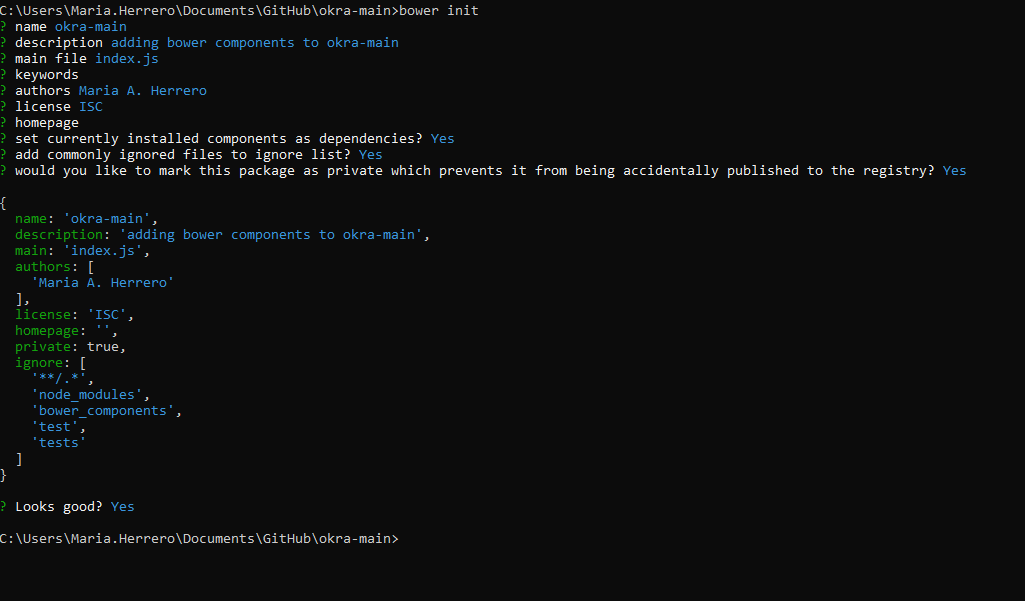 C:\Users\Maria.Herrero\Documents\GitHub\okra-main>bower init
? name okra-main
? description adding bower components to okra-main
? main file index.js
? keywords
? authors Maria A. Herrero
? license ISC
? homepage
? set currently installed components as dependencies? Yes
? add commonly ignored files to ignore list? Yes
? would you like to mark this package as private which prevents it from being accidentally published to the registry? Yes
{
  name: 'okra-main',
  description: 'adding bower components to okra-main',
  main: 'index.js',
  authors: [
    'Maria A. Herrero'
  ],
  license: 'ISC',
  homepage: '',
  private: true,
  ignore: [
    '**/.*',
    'node_modules',
    'bower_components',
    'test',
    'tests'
  ]
}
? Looks good? Yes
C:\Users\Maria.Herrero\Documents\GitHub\okra-main>